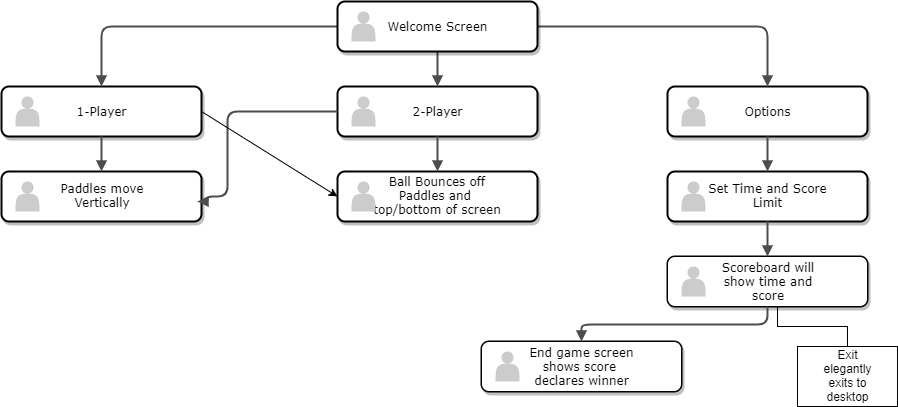 Welcome Screen
1-Player
2-Player
Options
Paddles move
Vertically
Ball Bounces off
Paddles and
top/bottom of screen
Set Time and Score
Limit
Scoreboard will
show time and
score
End game screen
shows score
declares winner
Exit
elegantly
exits to
desktop